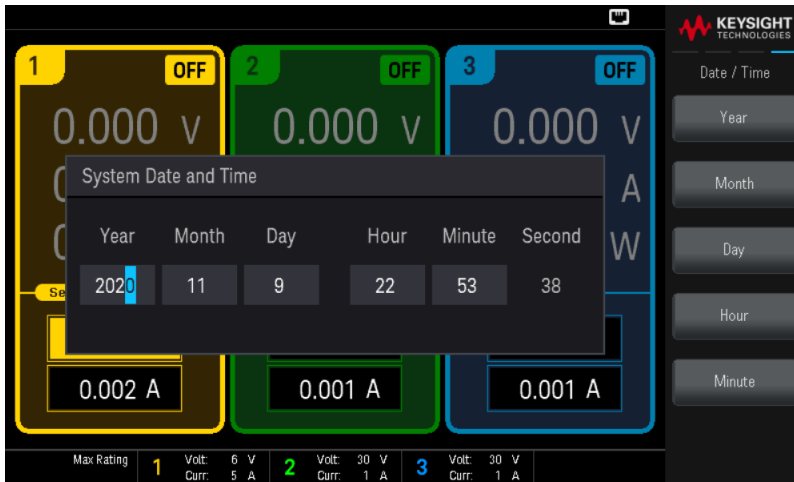 KEYSIGHT
TECHNOLOGIES
1 OFF 2 OFF 3 OFF
Date / Time
0.000 V 0.000 V 0.000 V
Year
System Date and Time
A
Month
Year Month Day Hour Minute Second
W
Day
2020 11 9 22 53 38
Se
Hour
0.002 A 0.001 A 0.001 A
Minute
Max Rating 1 Volt: 6 V 2 Volt: 30 V 3 Volt: 30 V
Curr: 5 A Curr: 1 A Curr: 1 A